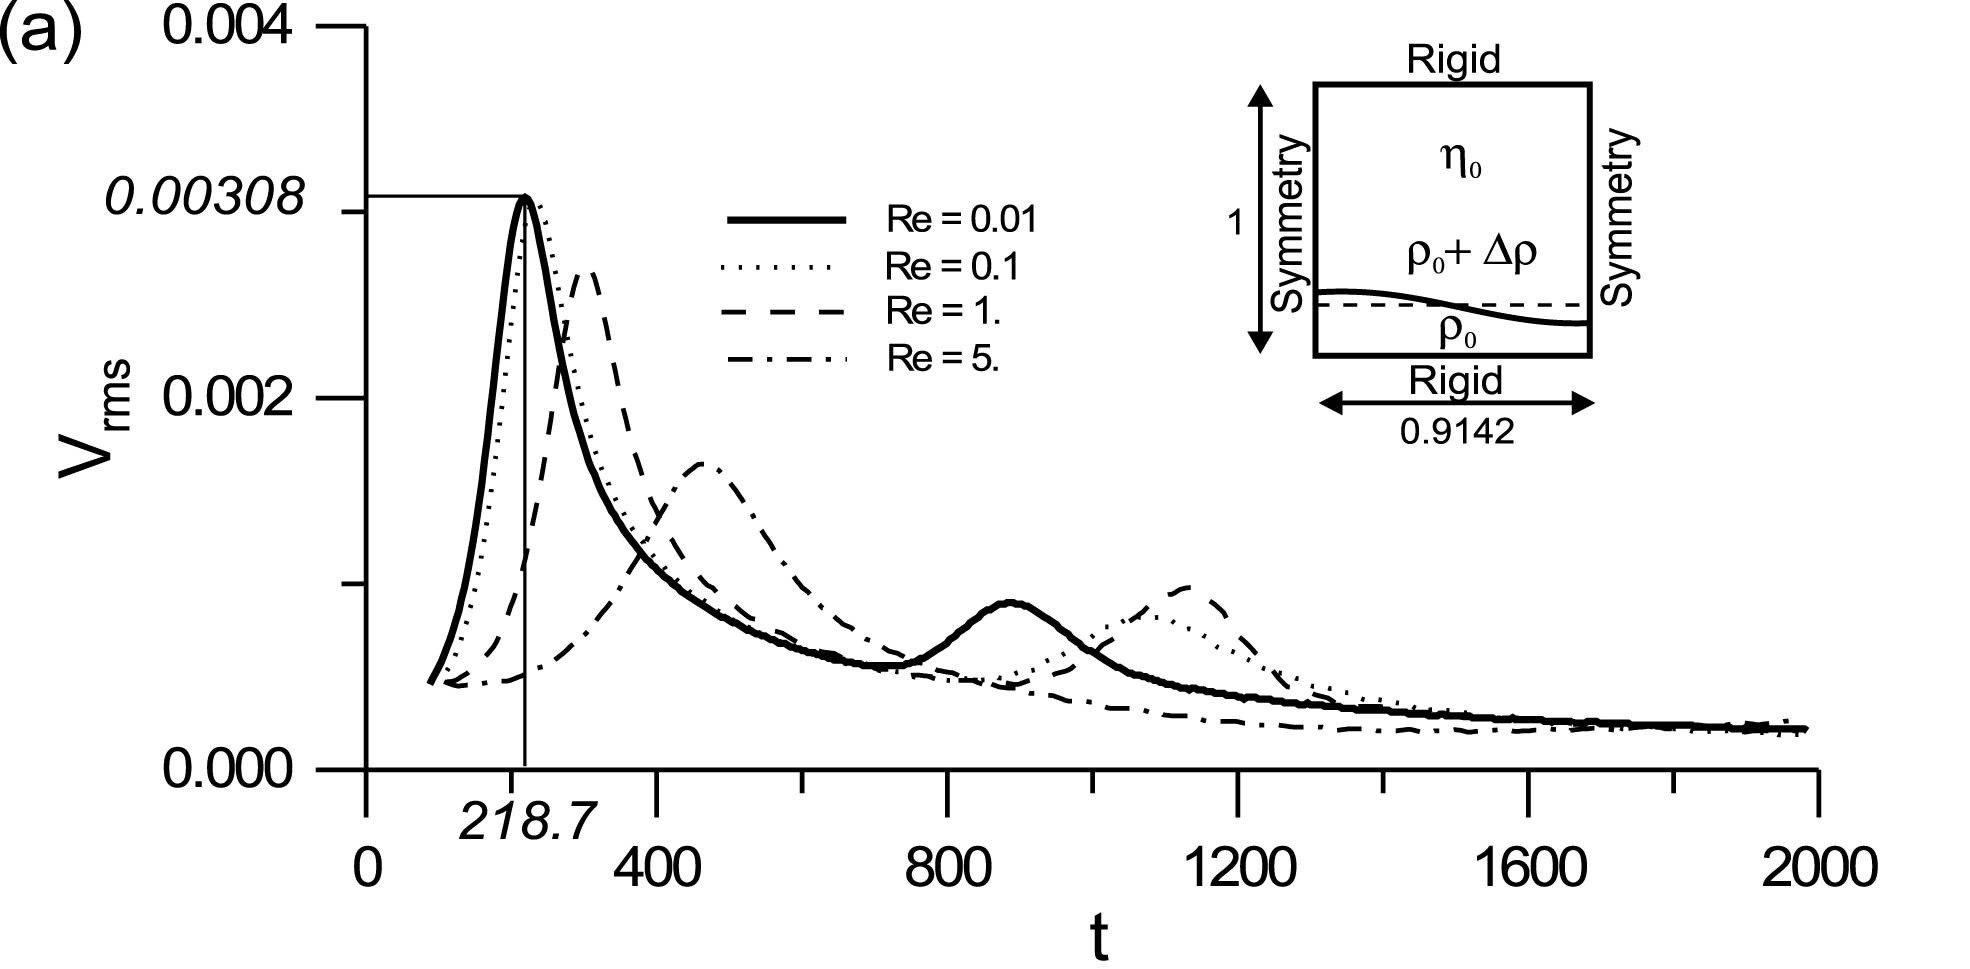 (a)
0.004
0.00308
0.002
0.000
V
rms
218.7
0
400
800
1200
1600
2000
t
Re = 0.01
Re = 0.1
Re = 1.
Re = 5.
Rigid
1
Symmetry
η₀
ρ₀+ Δρ
ρ₀
Symmetry
Rigid
0.9142